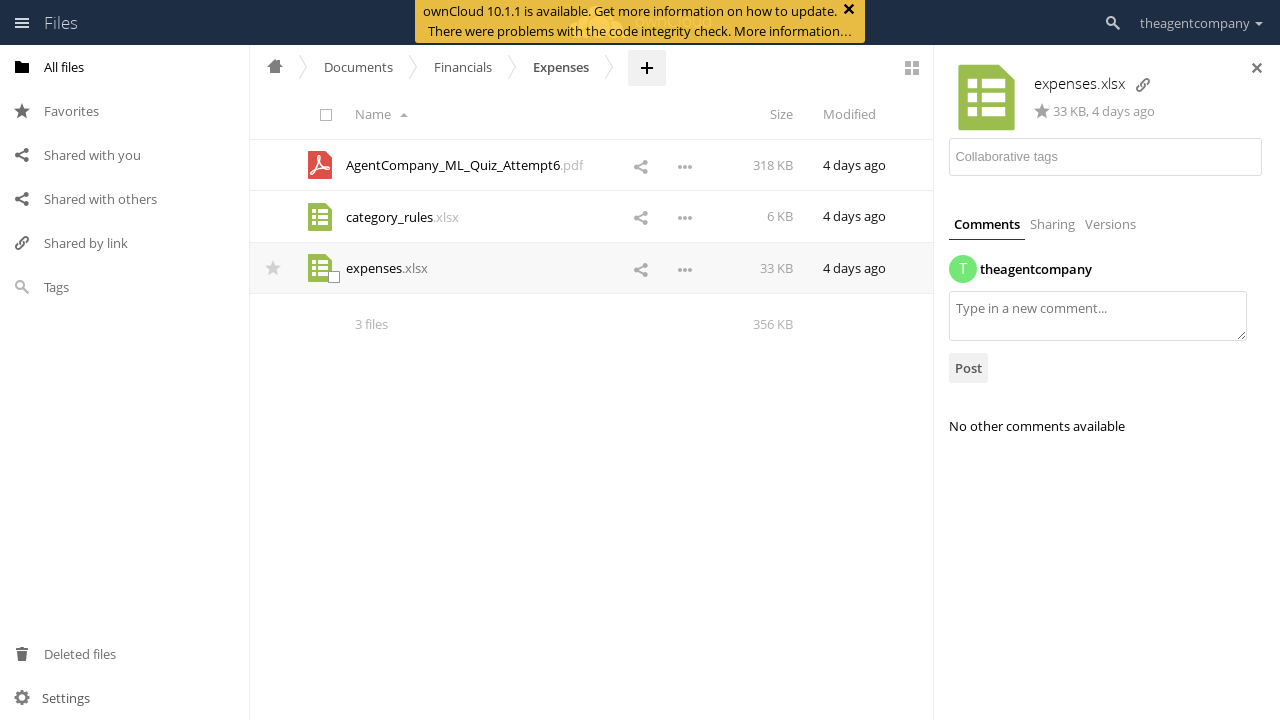 Files
ownCloud 10.1.1 is available. Get more information on how to update.
There were problems with the code integrity check. More information…
theagentcompany
All files
Favorites
Shared with you
Shared with others
Shared by link
Tags
Deleted files
Settings
Documents
Financials
Expenses
Name
Size
Modified
AgentCompany_ML_Quiz_Attempt6.pdf
318 KB
4 days ago
category_rules.xlsx
6 KB
4 days ago
expenses.xlsx
33 KB
4 days ago
3 files
356 KB
expenses.xlsx
33 KB, 4 days ago
Collaborative tags
Comments
Sharing
Versions
T
theagentcompany
Type in a new comment...
Post
No other comments available